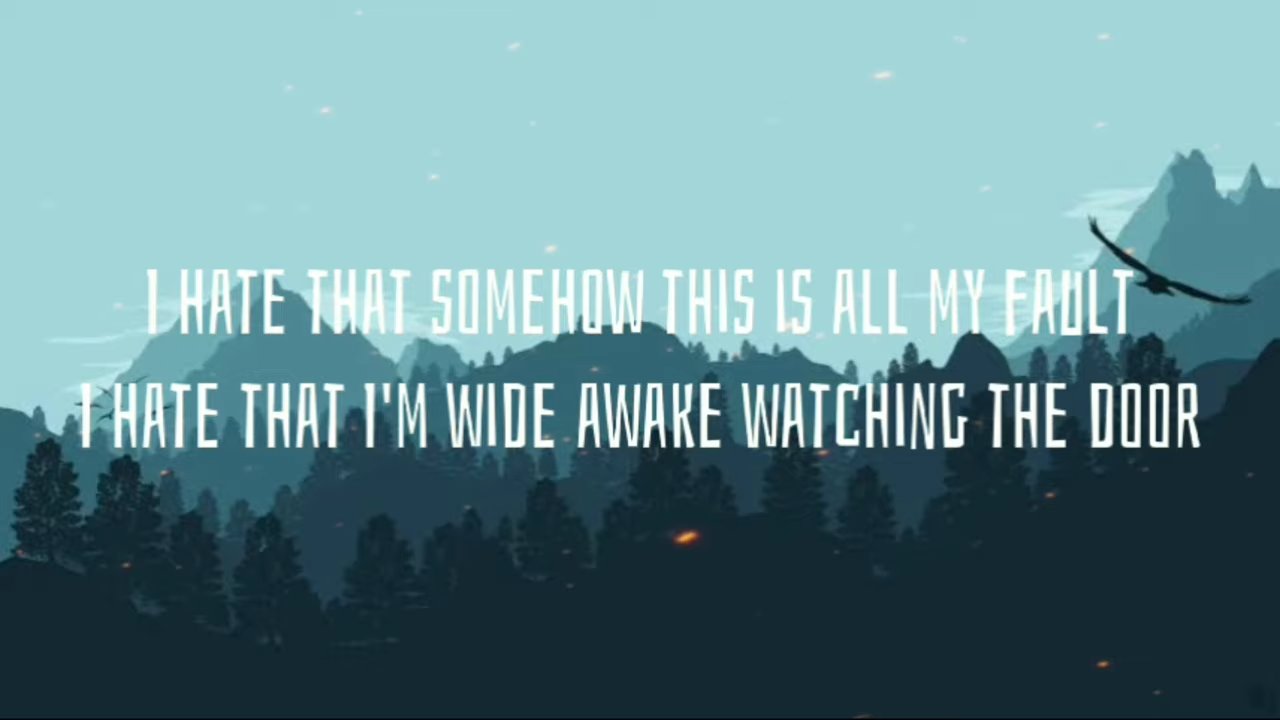 I HATE THAT SOMEHOW THIS IS ALL MY FAULT
I HATE THAT I'M WIDE AWAKE WATCHING THE DOOR